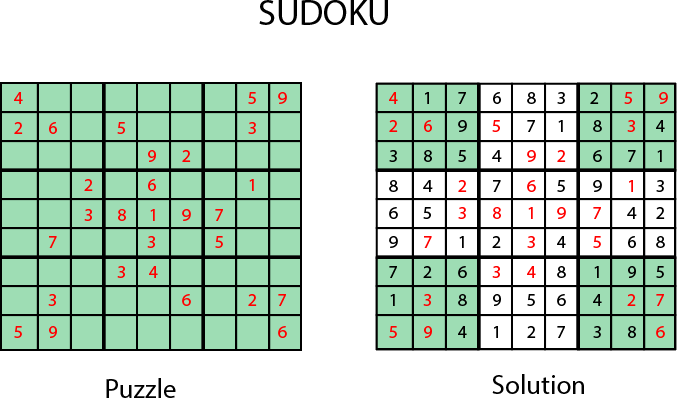 SUDOKU
4 5 9
2 6 5 3
9 2
2 6 1
3 8 1 9 7
7 3 5
3 4
3 6 2 7
5 9 6
Puzzle
4 1 7 6 8 3 2 5 9
2 6 9 5 7 1 8 3 4
3 8 5 4 9 2 6 7 1
8 4 2 7 6 5 9 1 3
6 5 3 8 1 9 7 4 2
9 7 1 2 3 4 5 6 8
7 2 6 3 4 8 1 9 5
1 3 8 9 5 6 4 2 7
5 9 4 1 2 7 3 8 6
Solution